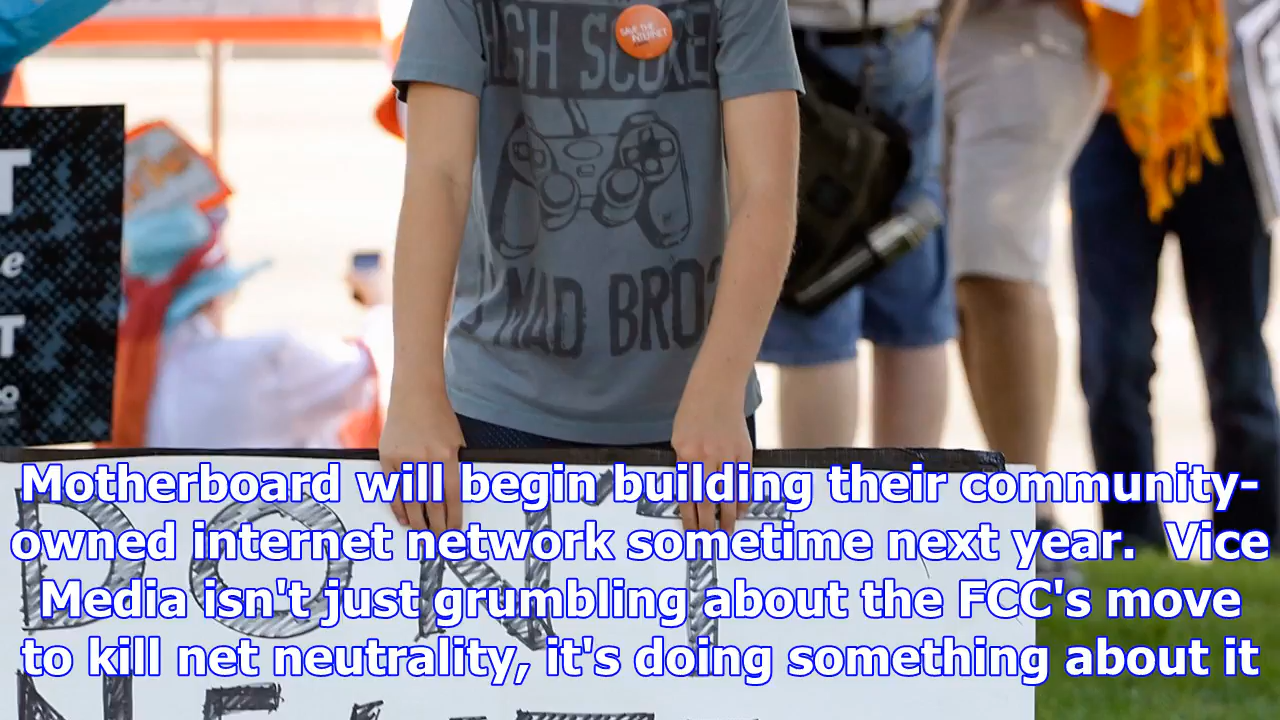 SAVE THE
INTERNET
HIGH SCORE
MAD BRO?
T
e
T
Motherboard will begin building their community-
owned internet network sometime next year.  Vice
Media isn't just grumbling about the FCC's move
to kill net neutrality, it's doing something about it
DON'T